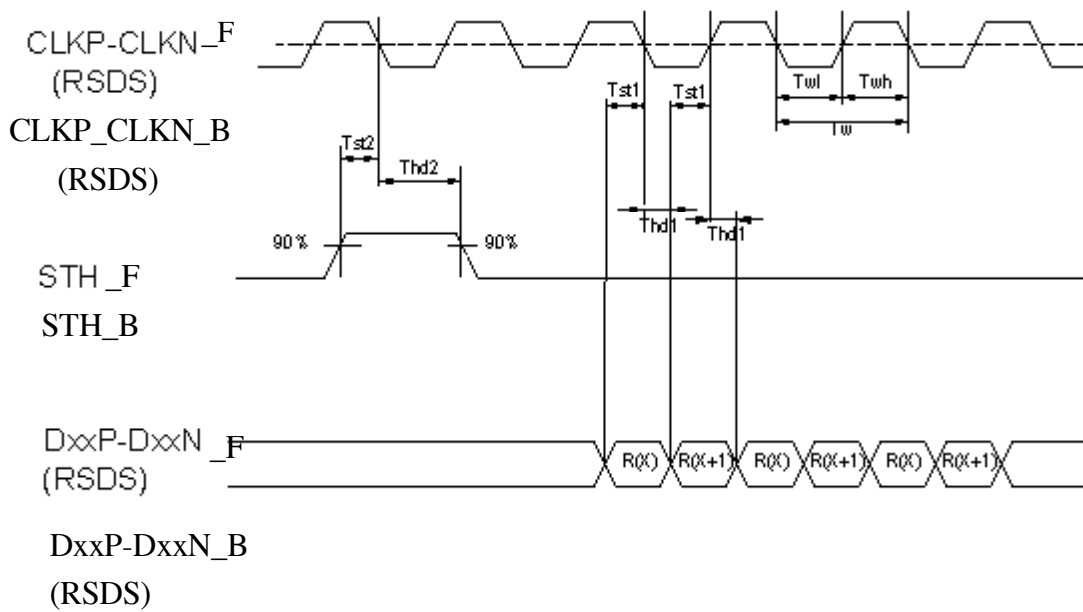 CLKP-CLKN_F
(RSDS)
CLKP_CLKN_B
(RSDS)
Tst1 Tst1 Twl Twh
Tw
Tst2 Thd2
Thd1 Thd1
90% 90%
STH_F
STH_B
DxxP-DxxN_F
(RSDS)
R(X) R(X+1) R(X) R(X+1) R(X) R(X+1)
DxxP-DxxN_B
(RSDS)